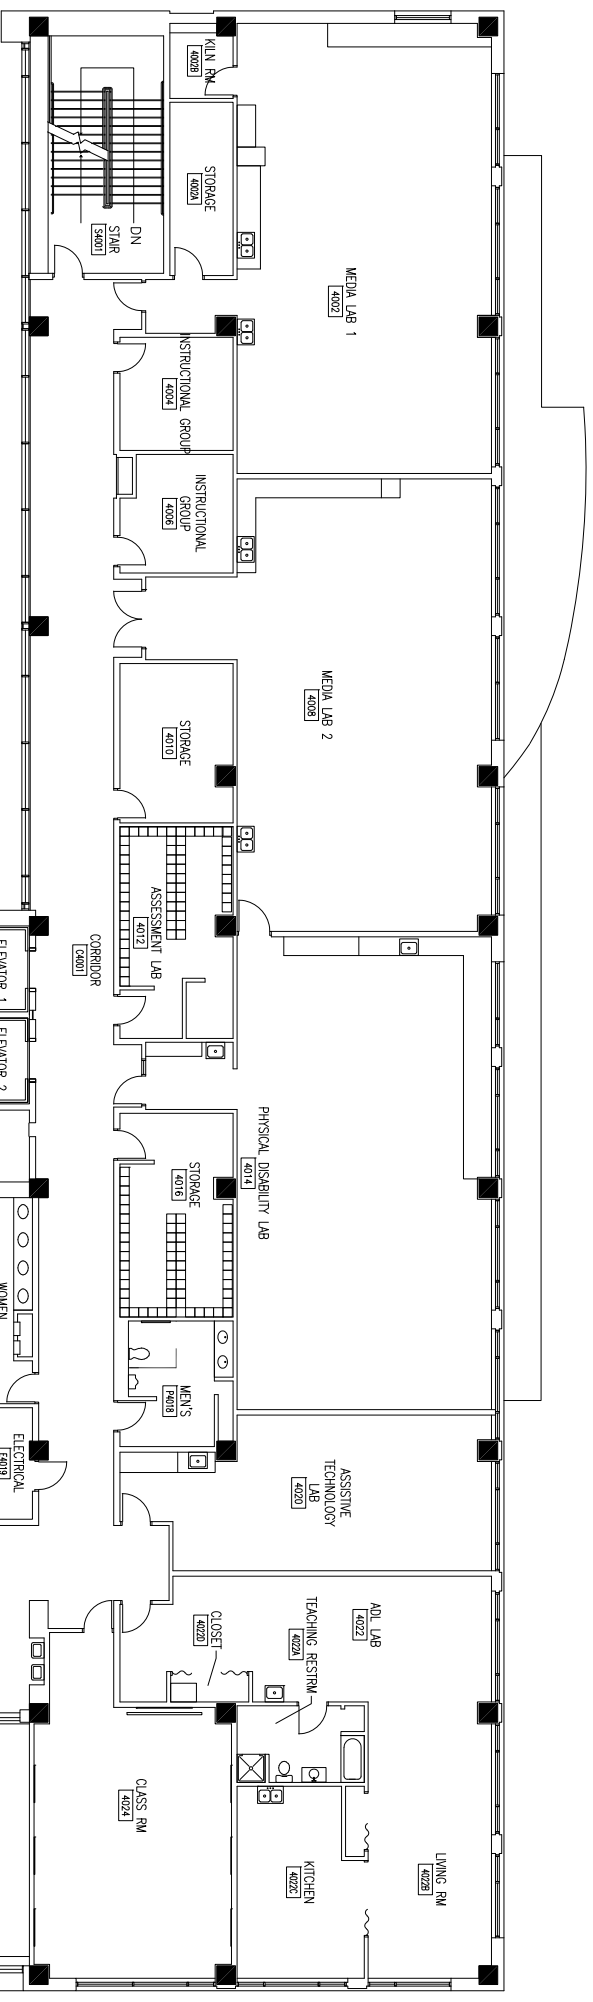 KILN RM
4002B
STORAGE
4002A
DN
STAIR
S4001
MEDIA LAB 1
4002
INSTRUCTIONAL GROUP
4004
INSTRUCTIONAL
GROUP
4006
MEDIA LAB 2
4008
STORAGE
4010
ASSESSMENT LAB
4012
CORRIDOR
C4001
ELEVATOR 1
ELEVATOR 2
PHYSICAL DISABILITY LAB
4014
STORAGE
4016
WOMEN
MEN'S
P4018
ELECTRICAL
E4019
ASSISTIVE
TECHNOLOGY
LAB
4020
ADL LAB
4022
TEACHING RESTRM
4022A
CLOSET
4022D
CLASS RM
4024
LIVING RM
4022B
KITCHEN
4022C